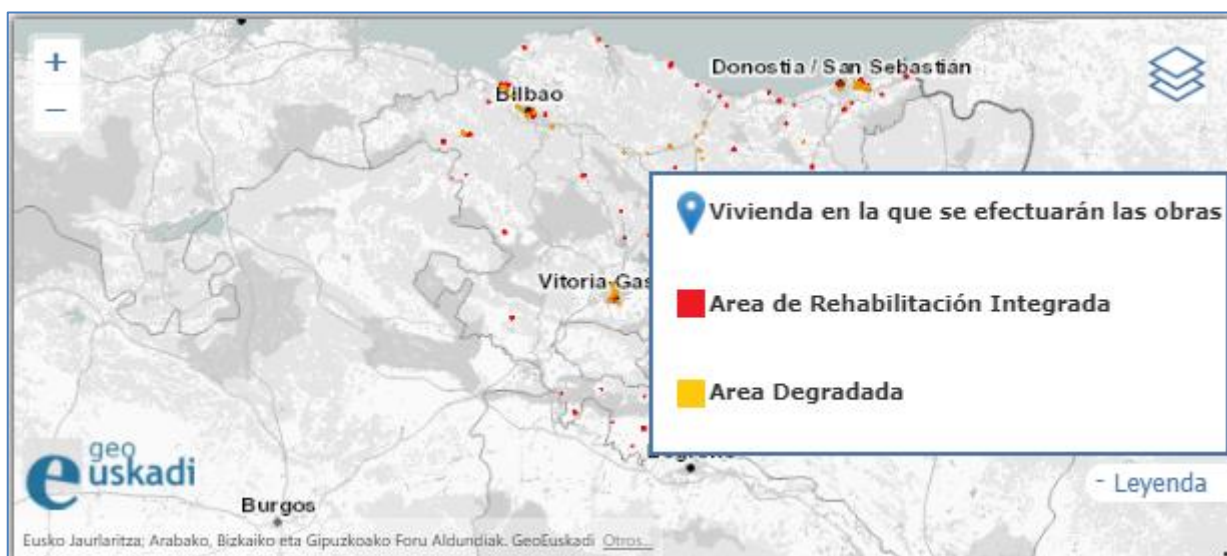 +
−
Donostia / San Sebastián
Bilbao
Vivienda en la que se efectuarán las obras
Vitoria-Gas
Area de Rehabilitación Integrada
Area Degradada
geo
euskadi
- Leyenda
Burgos
Eusko Jaurlaritza; Arabako, Bizkaiko eta Gipuzkoako Foru Aldundiak. GeoEuskadi Otros...